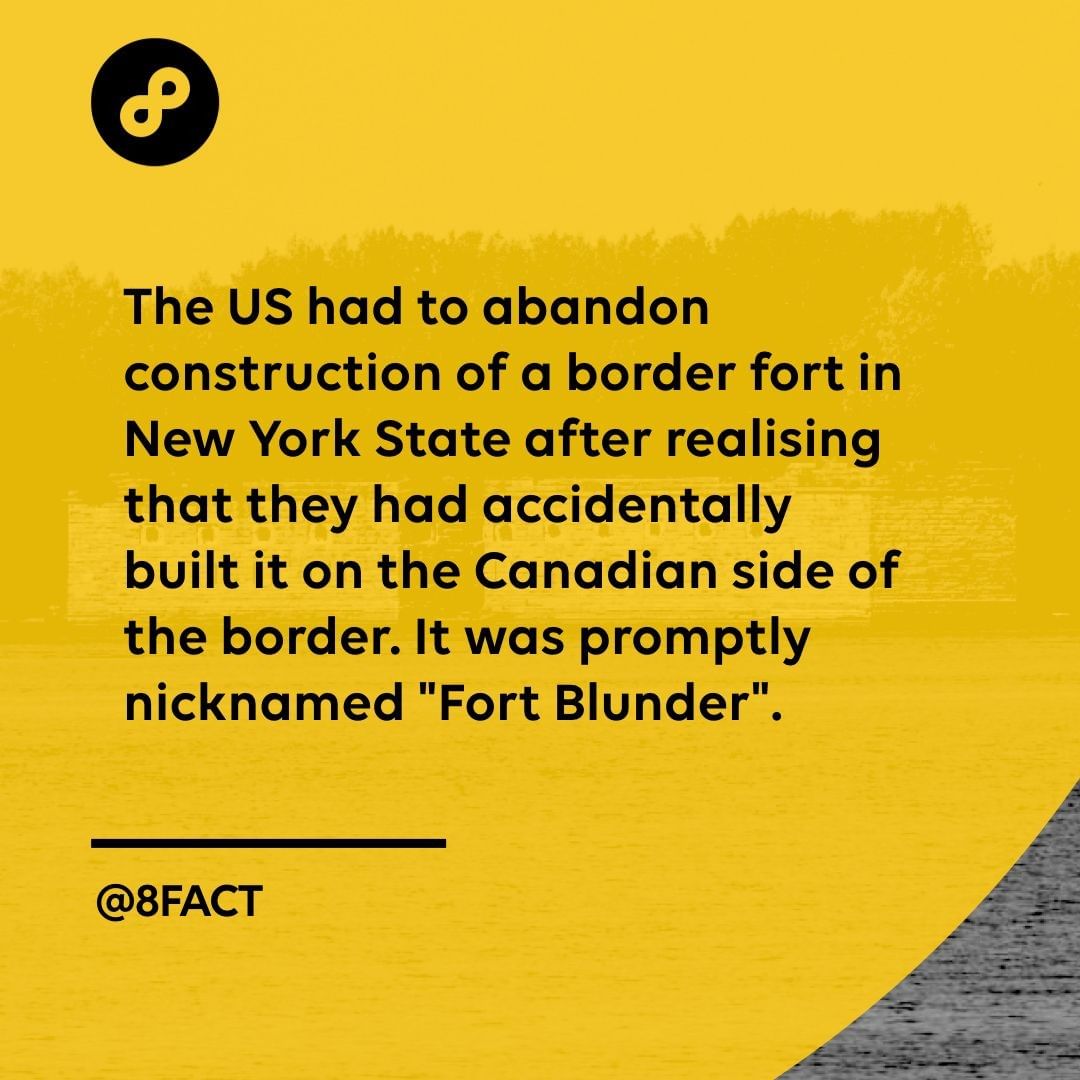 The US had to abandon
construction of a border fort in
New York State after realising
that they had accidentally
built it on the Canadian side of
the border. It was promptly
nicknamed "Fort Blunder".
@8FACT